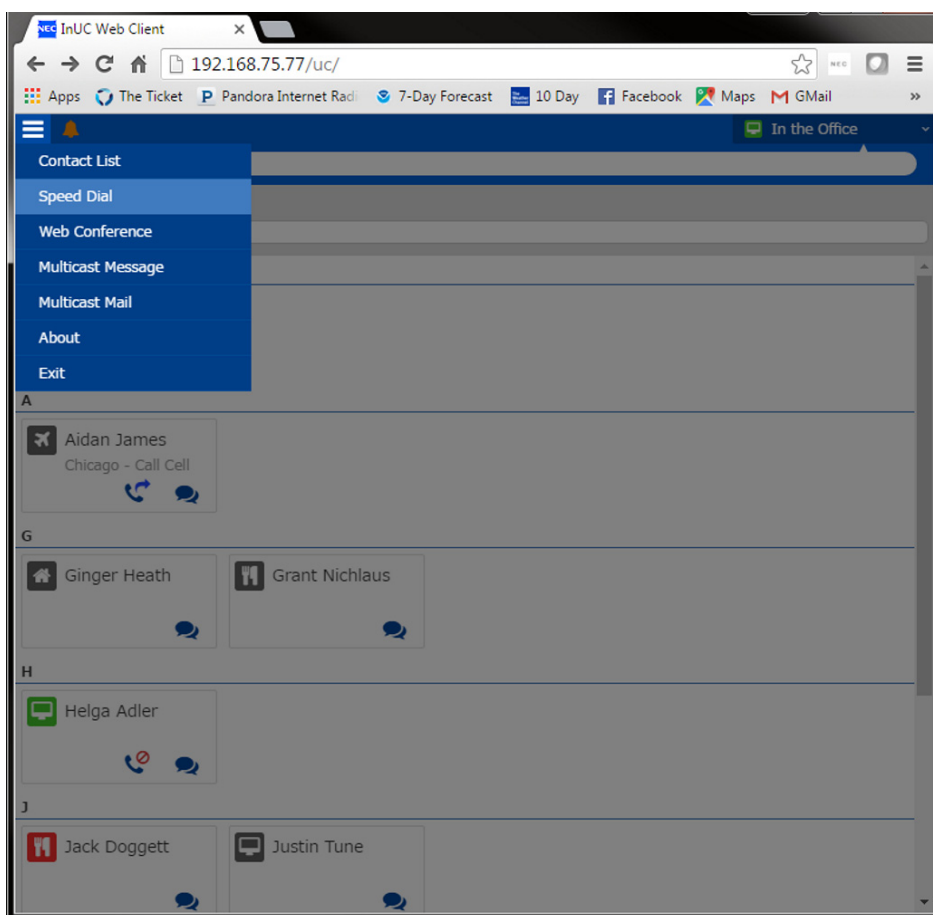 NEC InUC Web Client
192.168.75.77/uc/
NEC
Apps The Ticket P Pandora Internet Radi 7-Day Forecast 10 Day Facebook Maps GMail »
In the Office
Contact List
Speed Dial
Web Conference
Multicast Message
Multicast Mail
About
Exit
A
Aidan James
Chicago - Call Cell
G
Ginger Heath
Grant Nichlaus
H
Helga Adler
J
Jack Doggett
Justin Tune